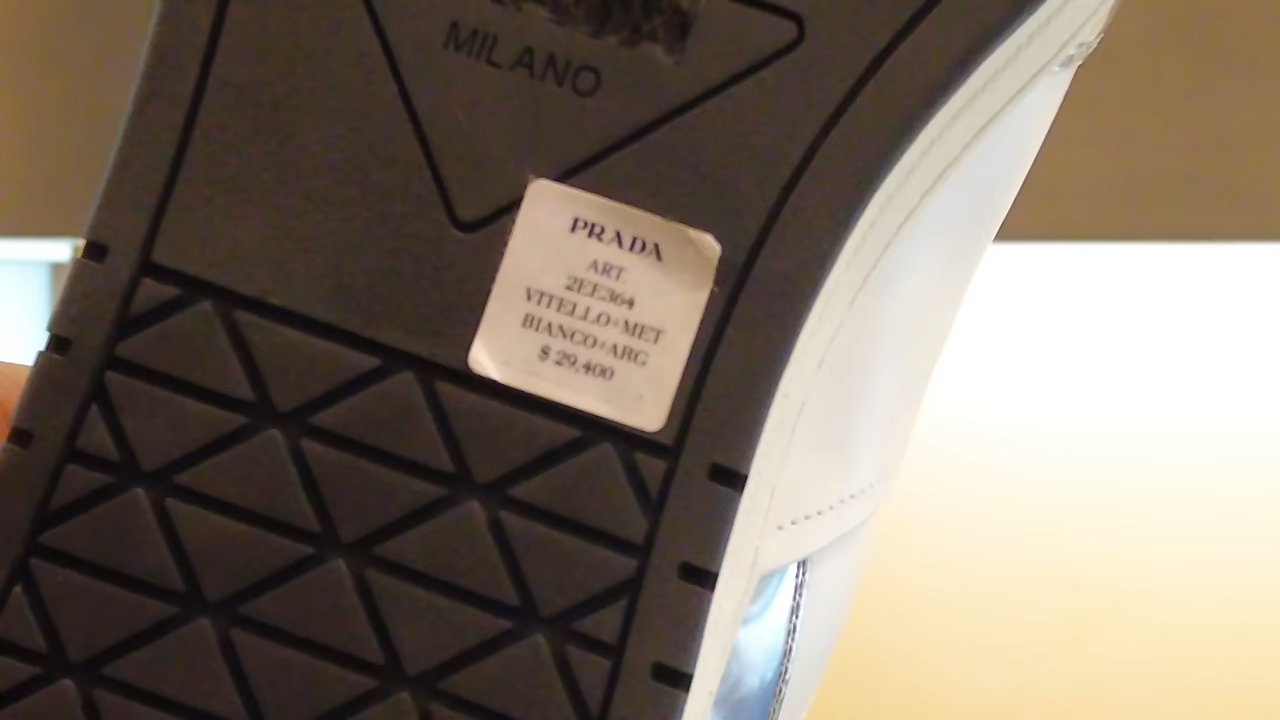 MILANO
PRADA
ART.
2EE364
VITELLO+MET
BIANCO+ARG
$ 29,400